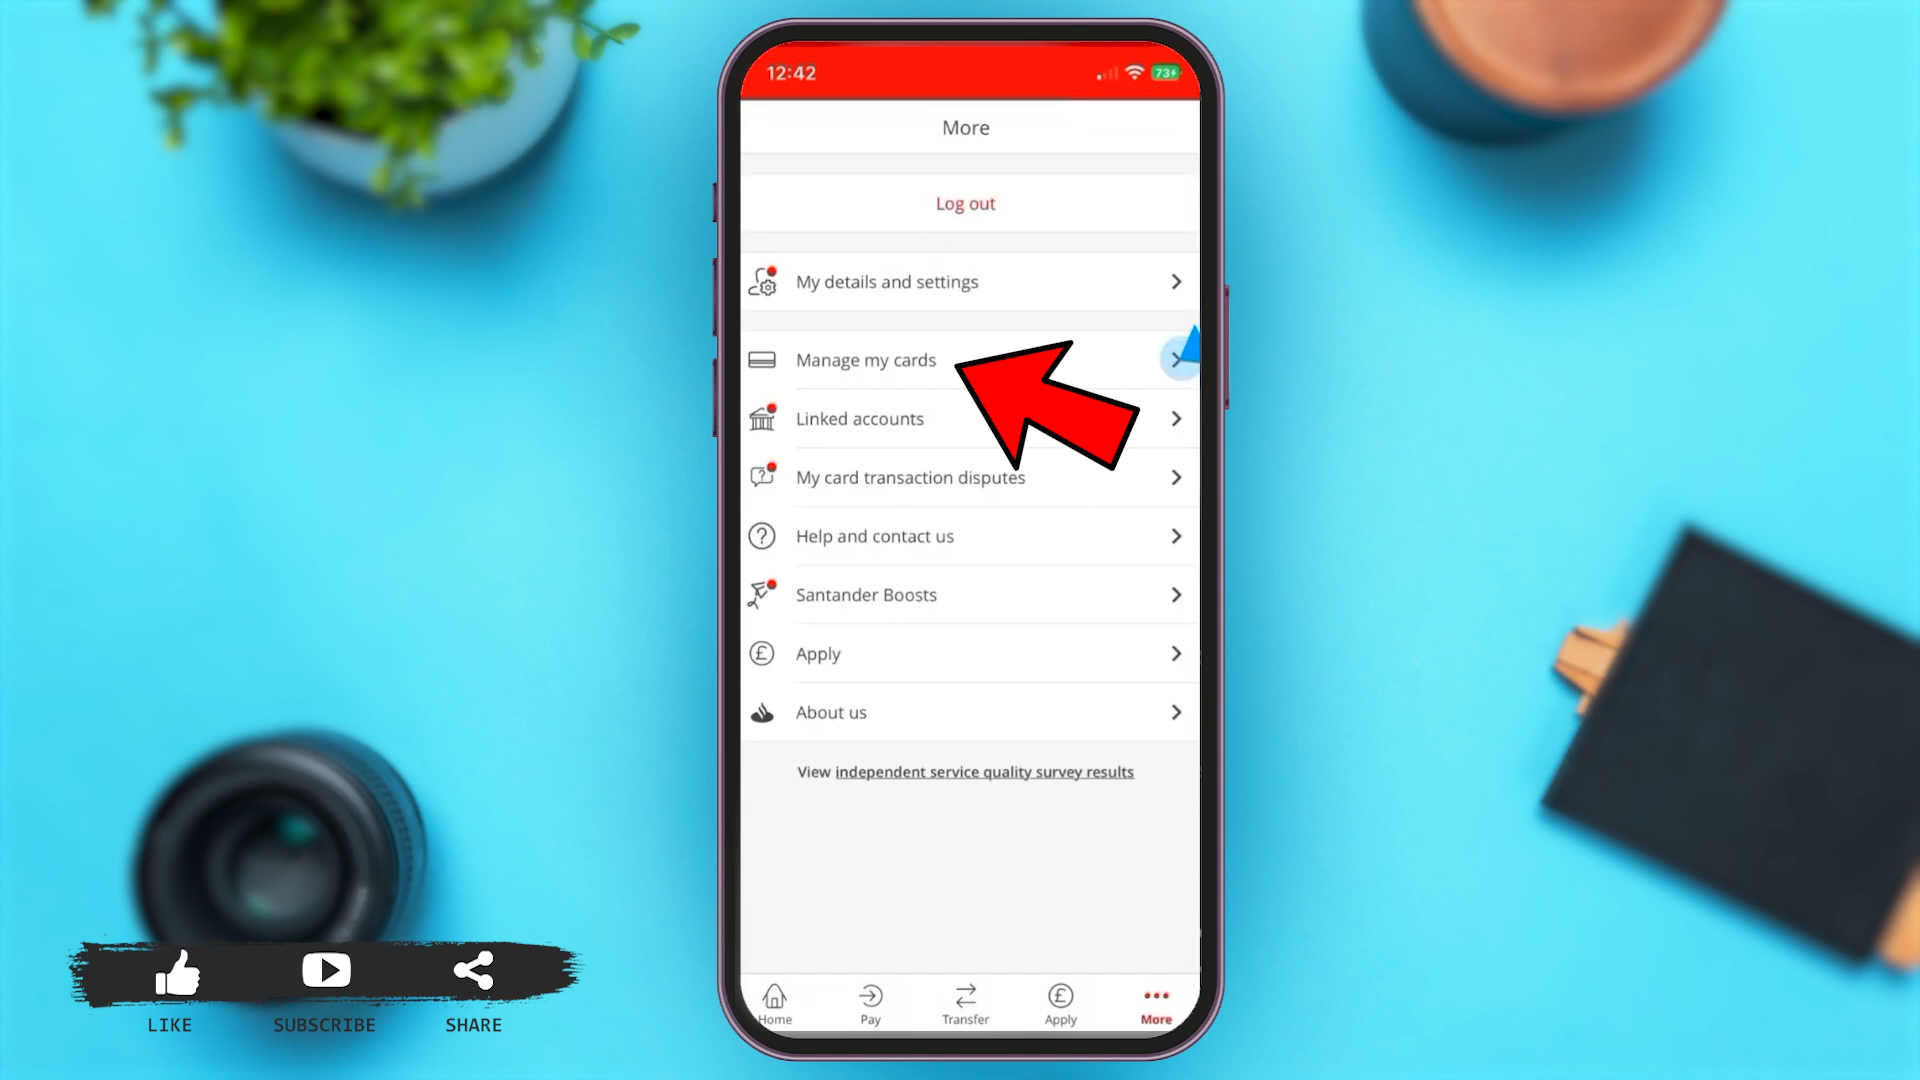 12:42
73
More
Log out
My details and settings
Manage my cards
Linked accounts
My card transaction disputes
Help and contact us
Santander Boosts
Apply
About us
View independent service quality survey results
Home
Pay
Transfer
Apply
More
LIKE
SUBSCRIBE
SHARE